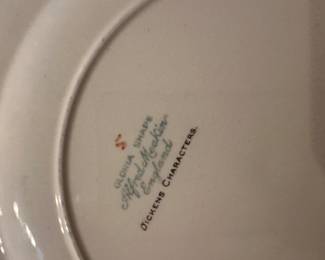 GLORIA SHAPE
Alfred Meakin
England
DICKENS CHARACTERS.